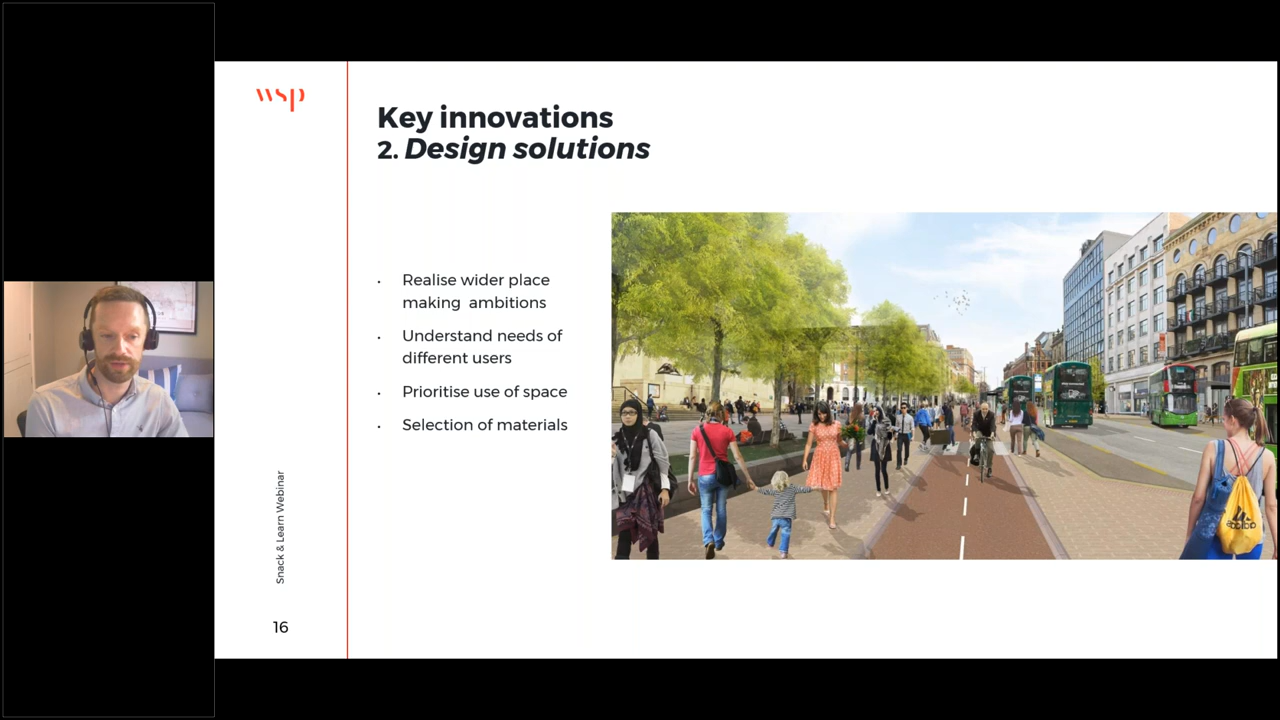 wsp
Key innovations
2. Design solutions
• Realise wider place
making ambitions
• Understand needs of
different users
• Prioritise use of space
• Selection of materials
Snack & Learn Webinar
16